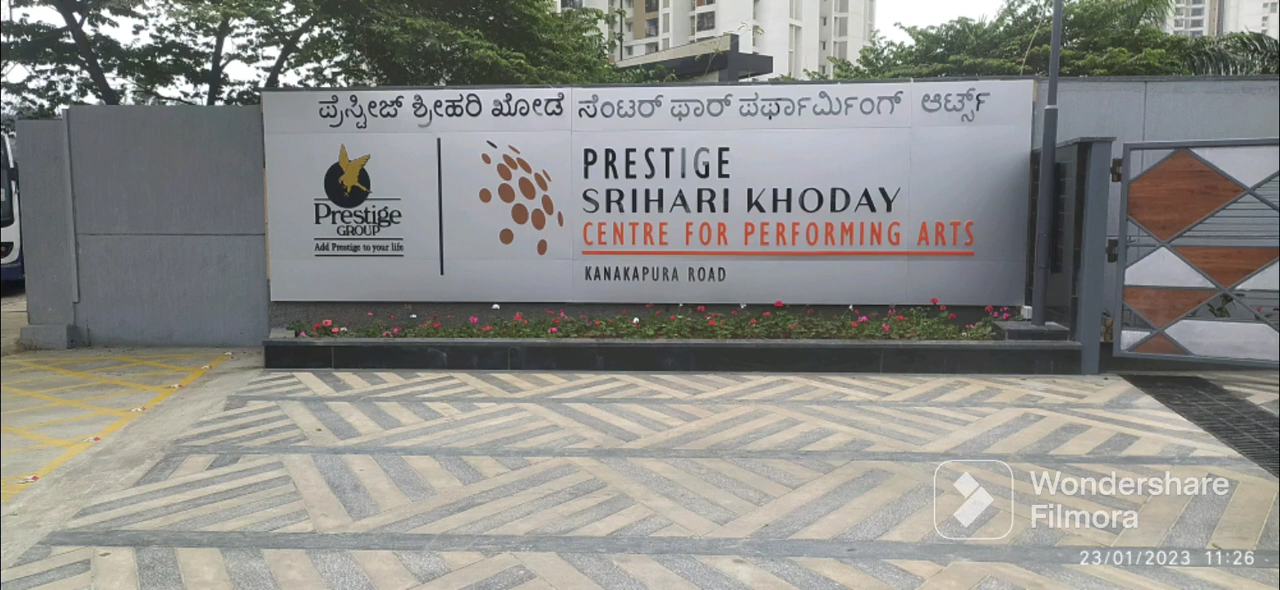 ಪ್ರೆಸ್ಟೀಜ್ ಶ್ರೀಹರಿ ಖೋಡೆ ಸೆಂಟರ್ ಫಾರ್ ಪರ್ಫಾರ್ಮಿಂಗ್ ಆರ್ಟ್ಸ್
Prestige
GROUP
Add Prestige to your life
PRESTIGE
SRIHARI KHODAY
CENTRE FOR PERFORMING ARTS
KANAKAPURA ROAD
Wondershare
Filmora
23/01/2023 11:26